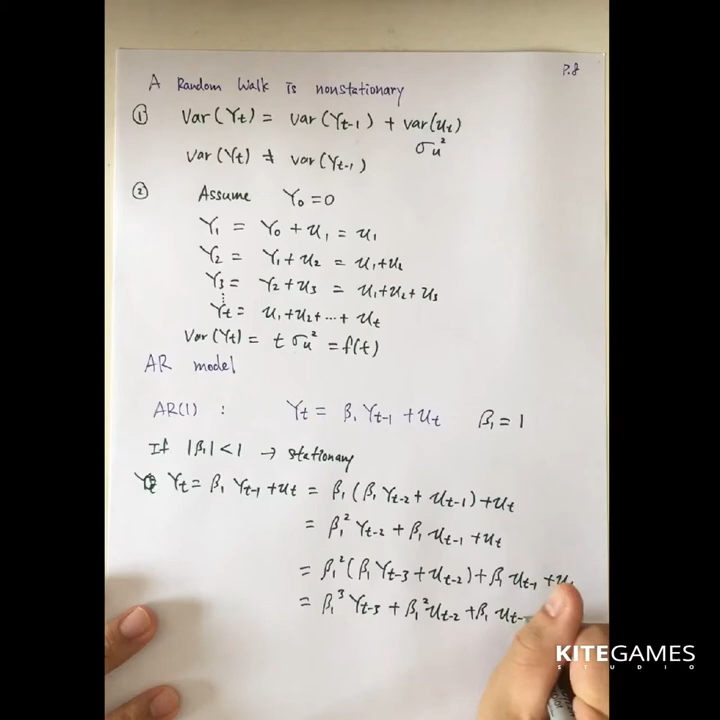 P.8
A Random Walk is nonstationary
① Var(Yt) = Var(Yt-1) + Var(ut)
σu²
Var(Yt) ≠ Var(Yt-1)
② Assume Y0 = 0
Y1 = Y0 + u1 = u1
Y2 = Y1 + u2 = u1+u2
Y3 = Y2 + u3 = u1+u2+u3
⋮
Yt = u1+u2+⋯+ut
Var(Yt) = tσu² = f(t)
AR model
AR(1) : Yt = β1 Yt-1 + ut β1 = 1
If |β1| < 1 → stationary
Yt = β1 Yt-1 + ut = β1(β1 Yt-2 + ut-1) + ut
= β1² Yt-2 + β1 ut-1 + ut
= β1²(β1 Yt-3 + ut-2) + β1 ut-1 + u
= β1³ Yt-3 + β1² ut-2 + β1 ut-
KITEGAMES
STUDIO